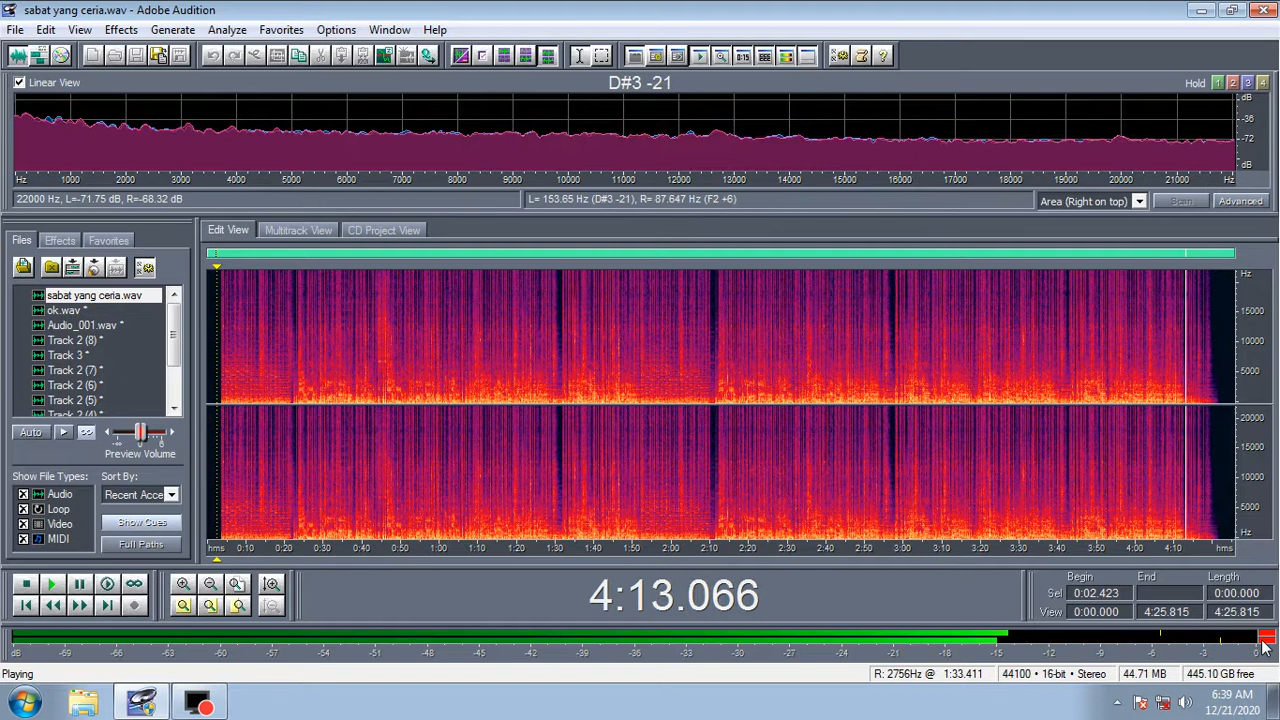 sabat yang ceria.wav - Adobe Audition
File Edit View Effects Generate Analyze Favorites Options Window Help
Linear View D#3 -21 Hold 1 2 3 4
dB
-36
-72
dB
Hz 1000 2000 3000 4000 5000 6000 7000 8000 9000 10000 11000 12000 13000 14000 15000 16000 17000 18000 19000 20000 21000 Hz
22000 Hz, L=-71.75 dB, R=-68.32 dB L= 153.65 Hz (D#3 -21), R= 87.647 Hz (F2 +6) Area (Right on top) Scan Advanced
Files Effects Favorites
Edit View Multitrack View CD Project View
sabat yang ceria.wav
ok.wav *
Audio_001.wav *
Track 2 (8) *
Track 3 *
Track 2 (7) *
Track 2 (6) *
Track 2 (5) *
Track 2 (4) *
Auto
Preview Volume
Show File Types: Sort By:
Audio Recent Acce
Loop
Video Show Cues
MIDI Full Paths
Hz
15000
10000
5000
Hz
20000
15000
10000
5000
Hz
hms 0:10 0:20 0:30 0:40 0:50 1:00 1:10 1:20 1:30 1:40 1:50 2:00 2:10 2:20 2:30 2:40 2:50 3:00 3:10 3:20 3:30 3:40 3:50 4:00 4:10 hms
4:13.066
Begin End Length
Sel 0:02.423 0:00.000
View 0:00.000 4:25.815 4:25.815
dB -69 -66 -63 -60 -57 -54 -51 -48 -45 -42 -39 -36 -33 -30 -27 -24 -21 -18 -15 -12 -9 -6 -3 0
Playing R: 2756Hz @ 1:33.411 44100 • 16-bit • Stereo 44.71 MB 445.10 GB free
6:39 AM
12/21/2020